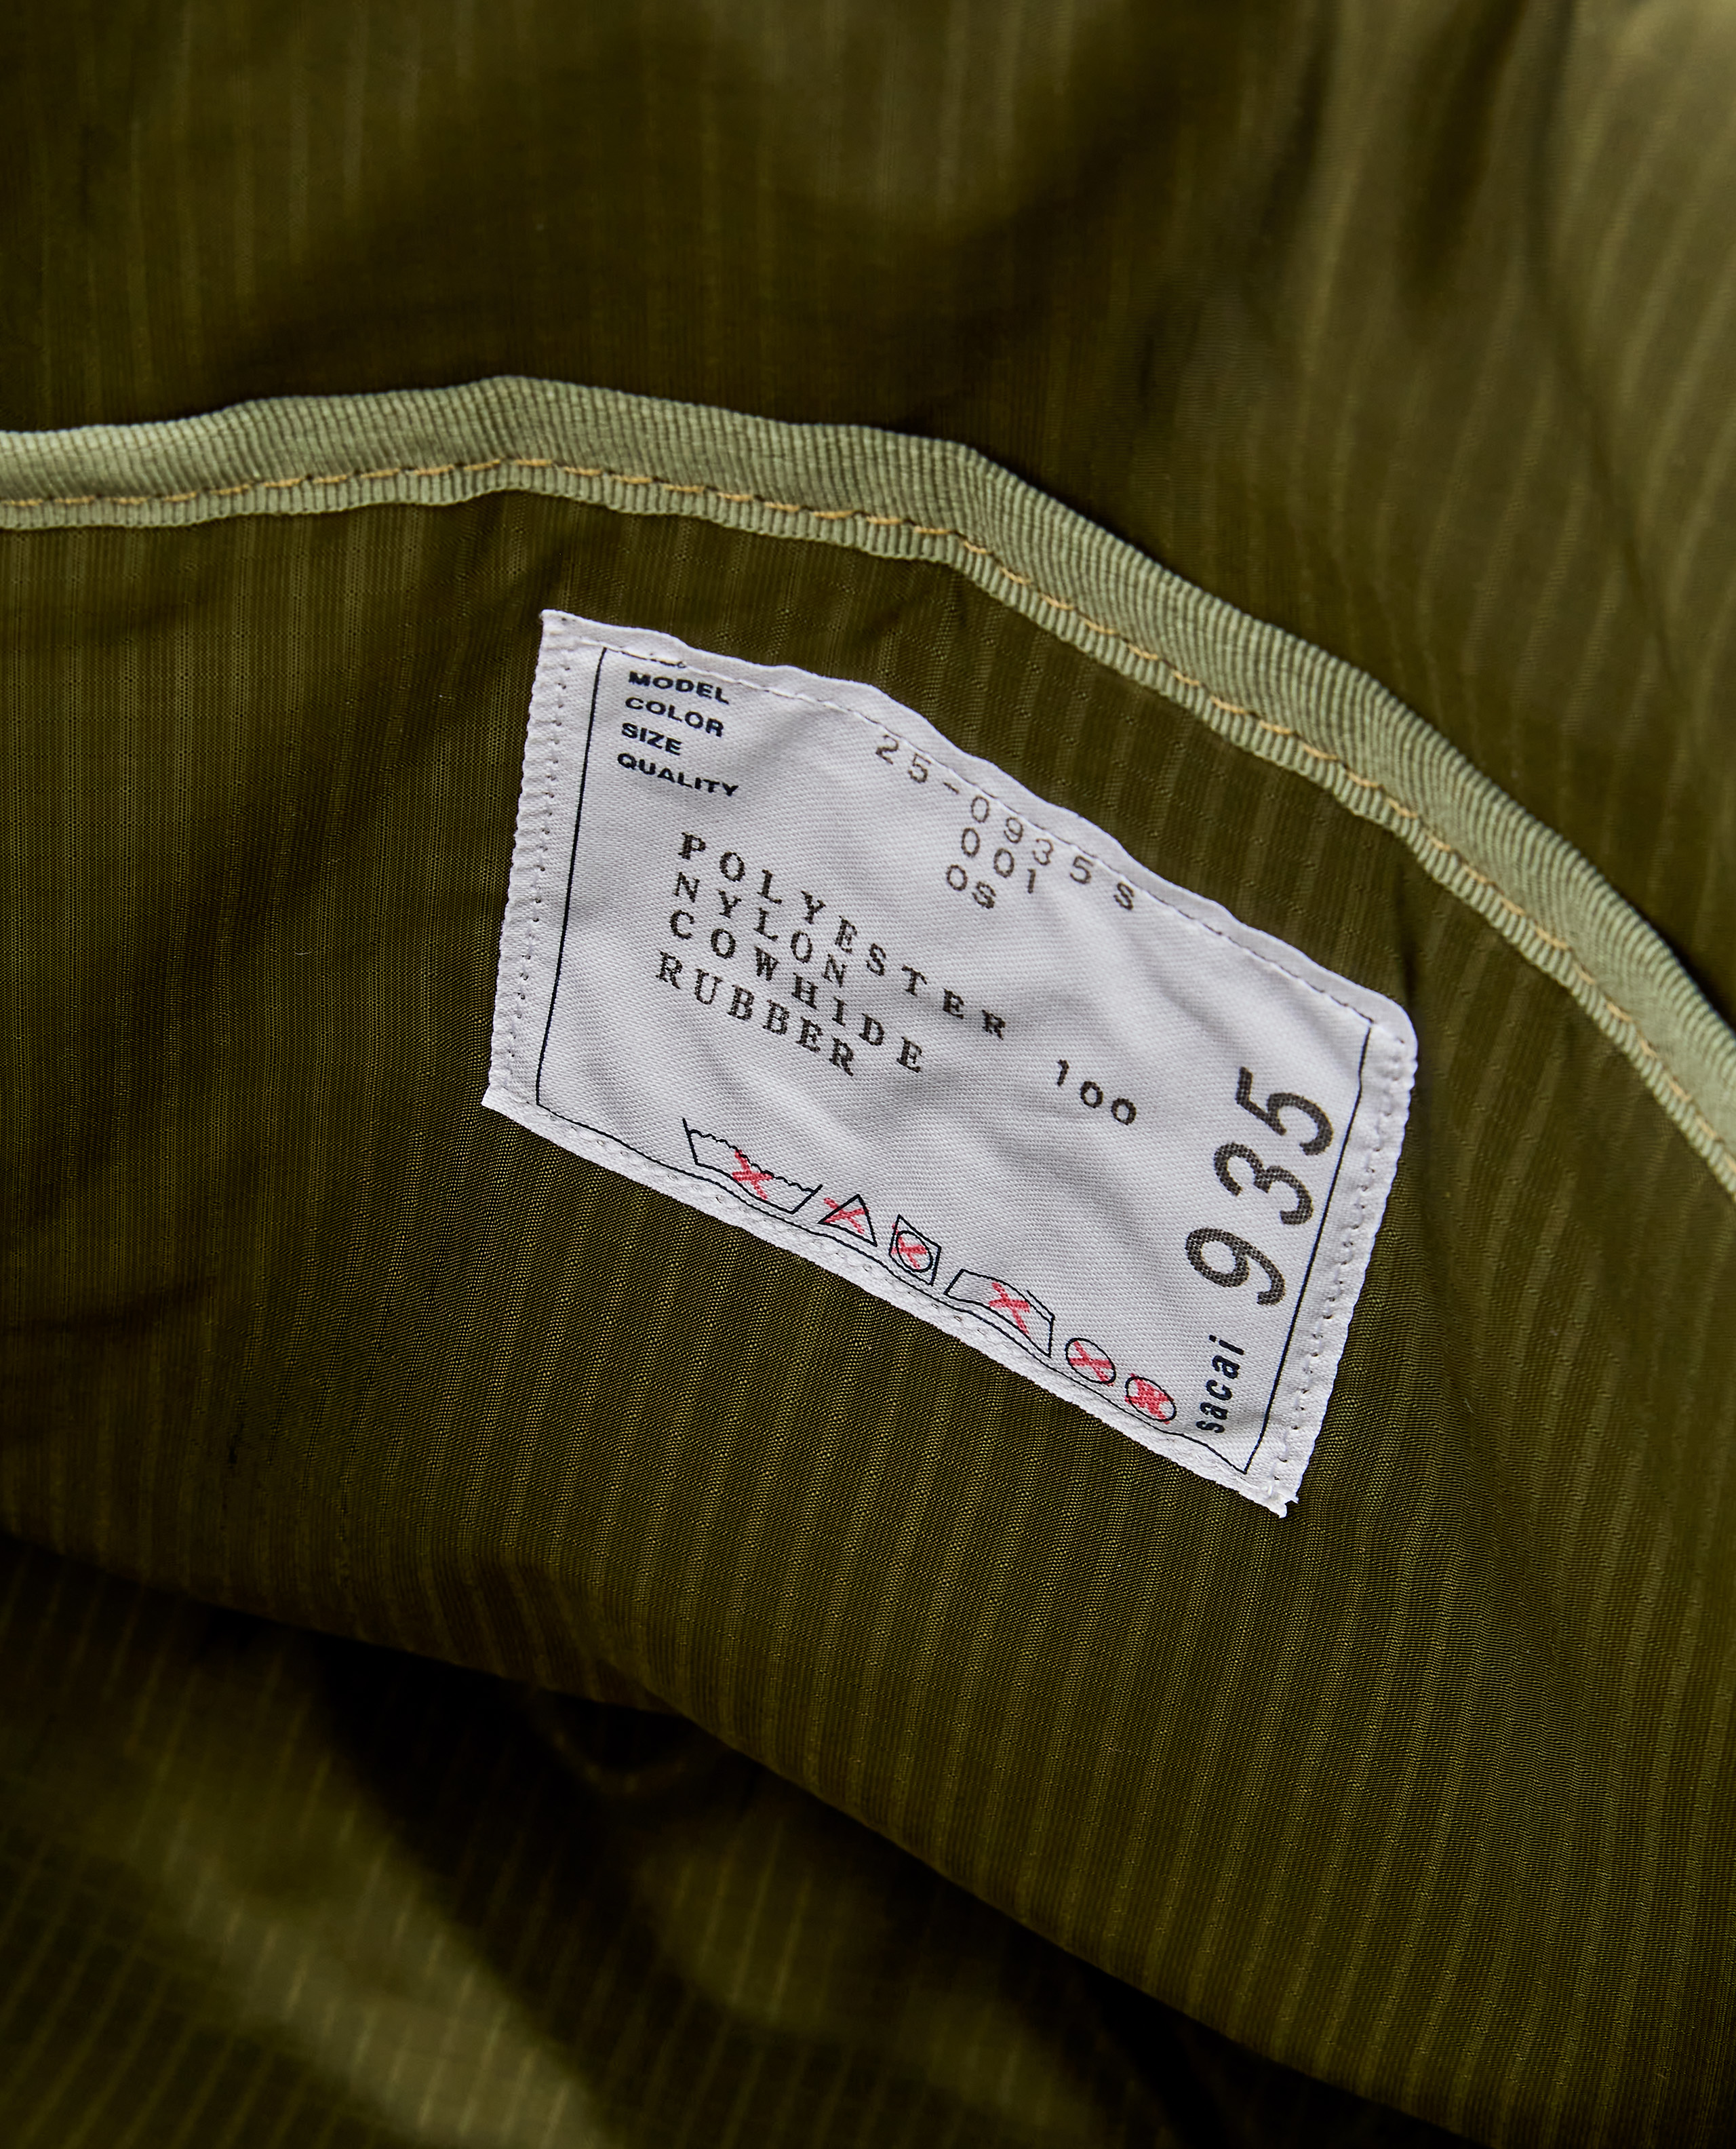 MODEL 25-0935S
COLOR 001
SIZE OS
QUALITY
POLYESTER 100
NYLON
COWHIDE
RUBBER
sacai 935